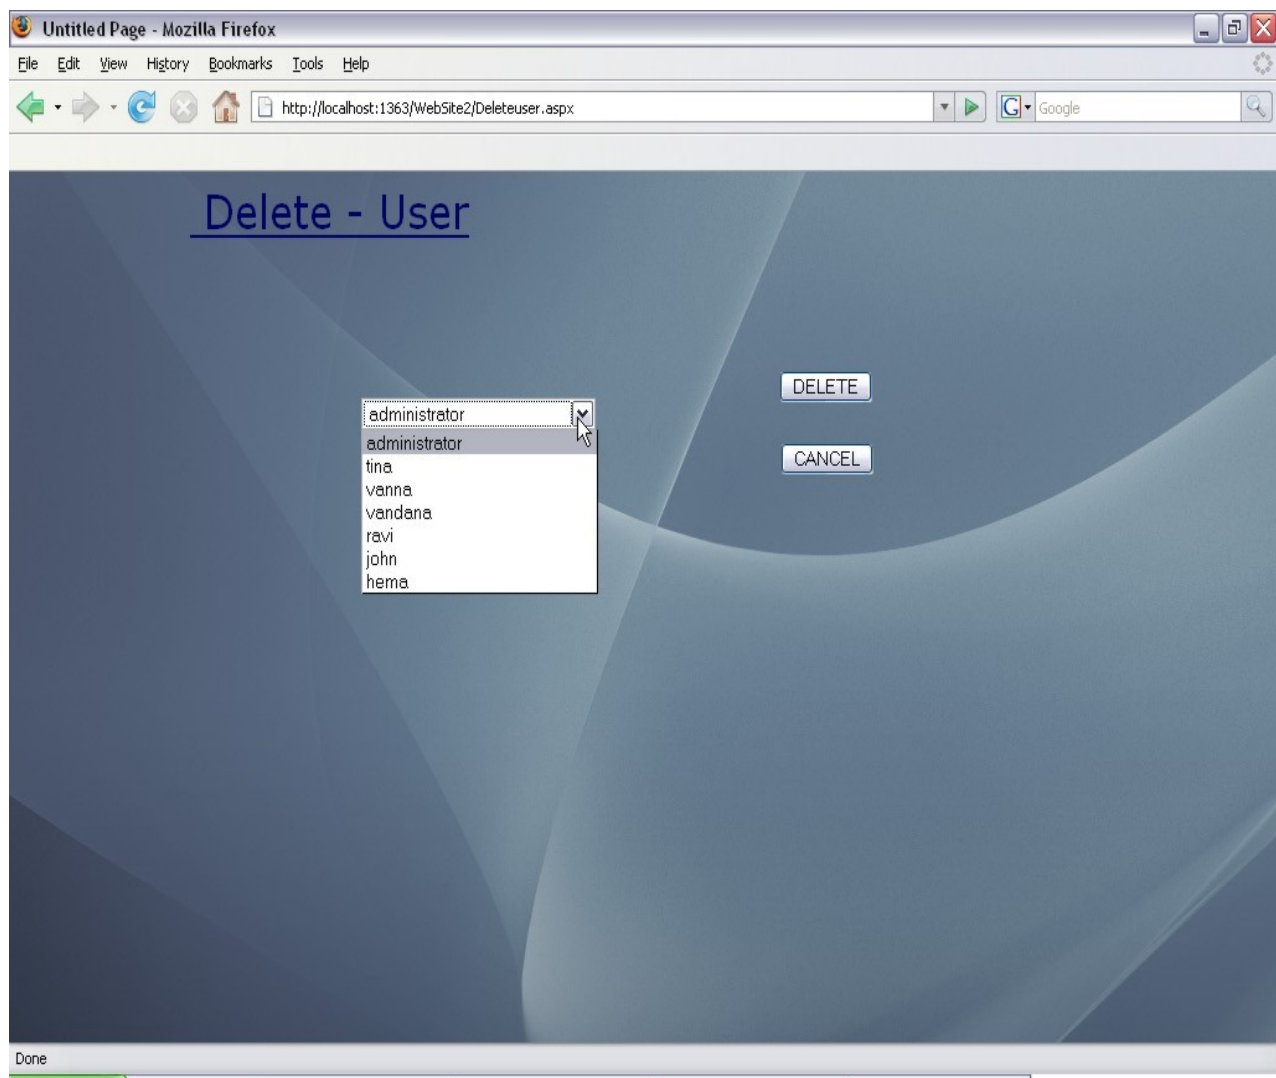 Untitled Page - Mozilla Firefox
File Edit View History Bookmarks Tools Help
http://localhost:1363/WebSite2/Deleteuser.aspx
G
Google
Delete - User
DELETE
administrator
administrator
CANCEL
tina
vanna
vandana
ravi
john
hema
Done